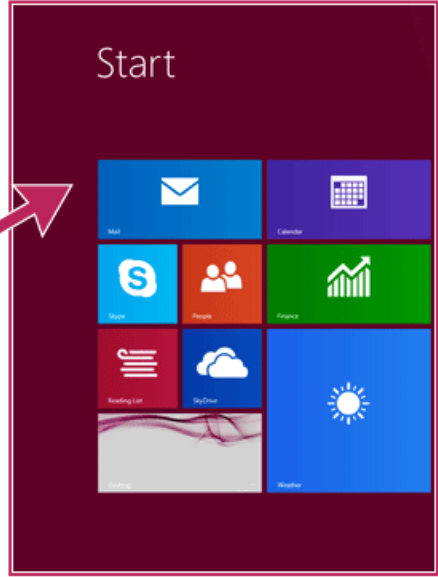 Start
Mail
Calendar
Skype
People
Finance
Reading List
SkyDrive
Desktop
Weather